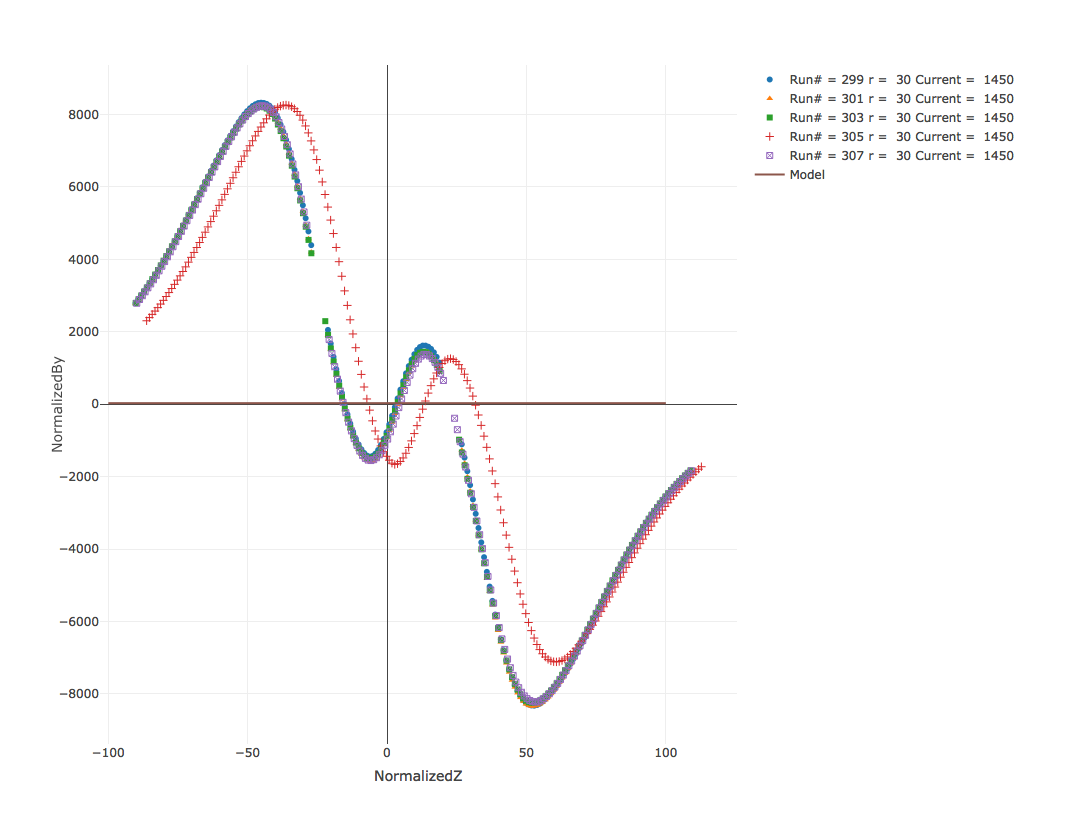 Run# = 299 r =  30 Current =  1450
Run# = 301 r =  30 Current =  1450
Run# = 303 r =  30 Current =  1450
Run# = 305 r =  30 Current =  1450
Run# = 307 r =  30 Current =  1450
Model
8000
6000
4000
2000
0
−2000
−4000
−6000
−8000
NormalizedBy
−100
−50
0
50
100
NormalizedZ